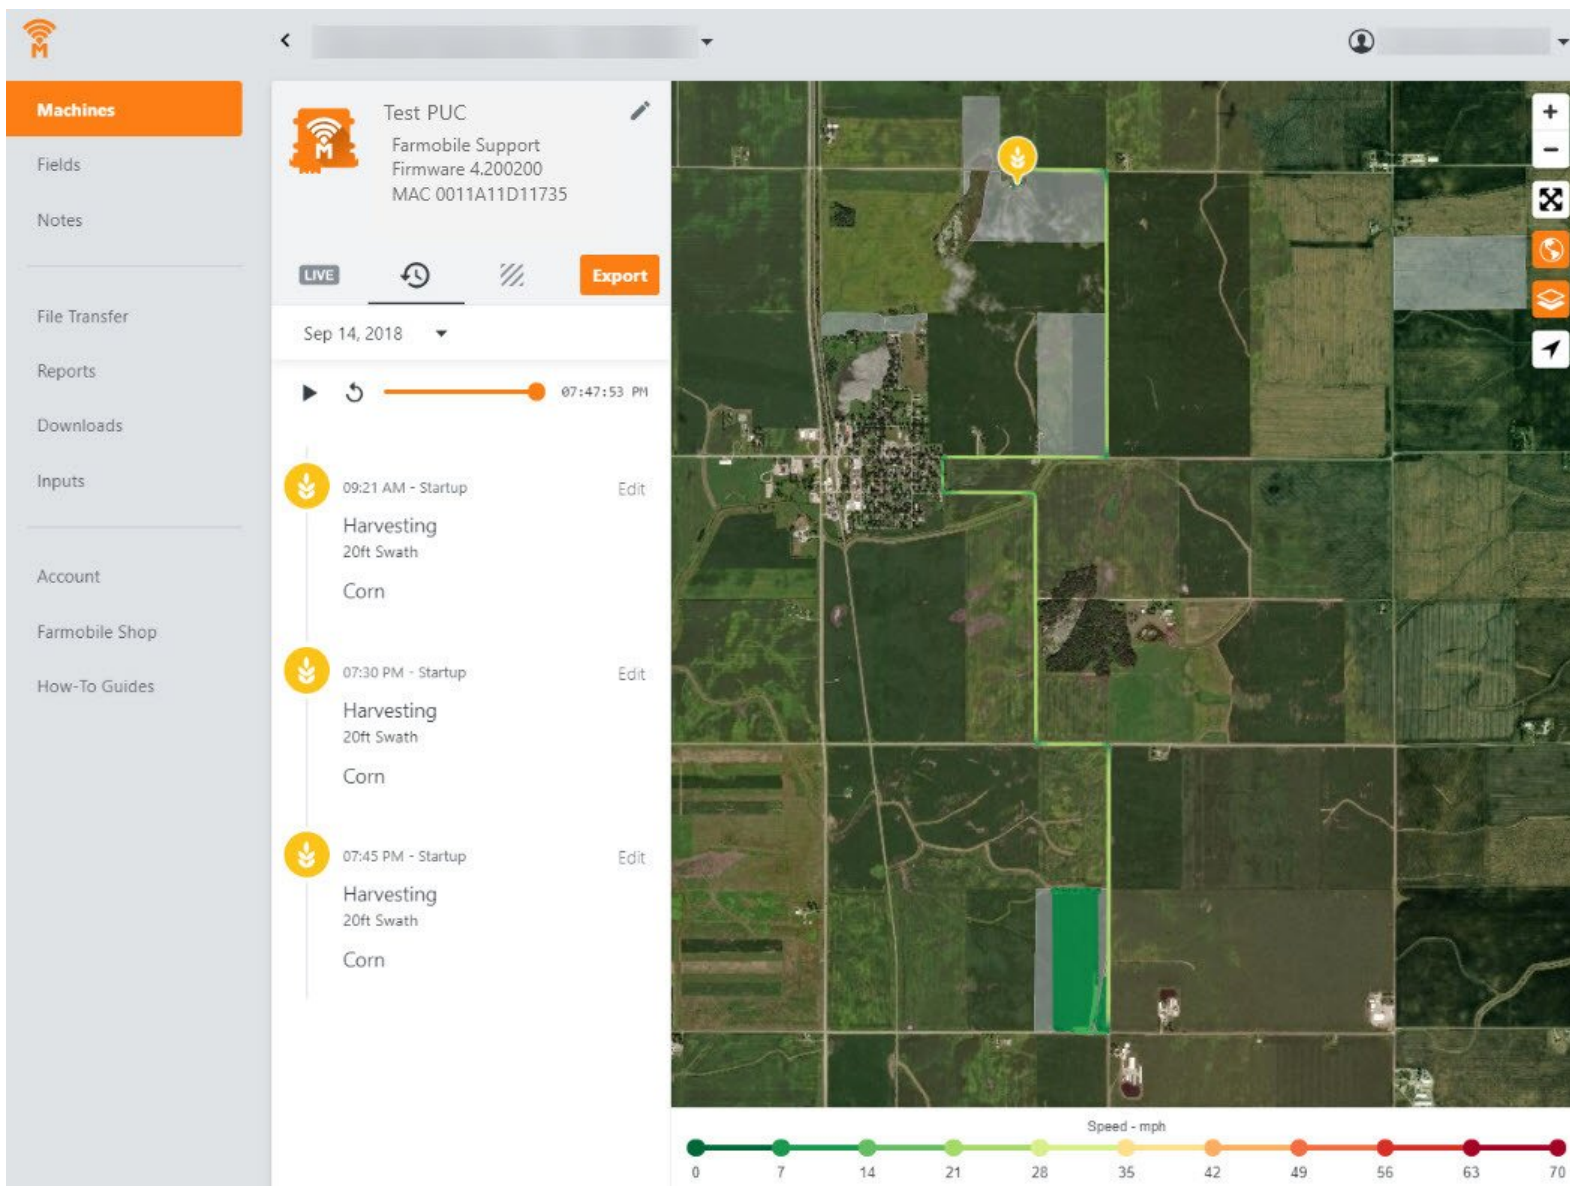 M
Machines
Fields
Notes
File Transfer
Reports
Downloads
Inputs
Account
Farmobile Shop
How-To Guides
M
Test PUC
Farmobile Support
Firmware 4.200200
MAC 0011A11D11735
LIVE
Export
Sep 14, 2018
07:47:53 PM
09:21 AM - Startup Edit
Harvesting
20ft Swath
Corn
07:30 PM - Startup Edit
Harvesting
20ft Swath
Corn
07:45 PM - Startup Edit
Harvesting
20ft Swath
Corn
+
−
Speed - mph
0 7 14 21 28 35 42 49 56 63 70